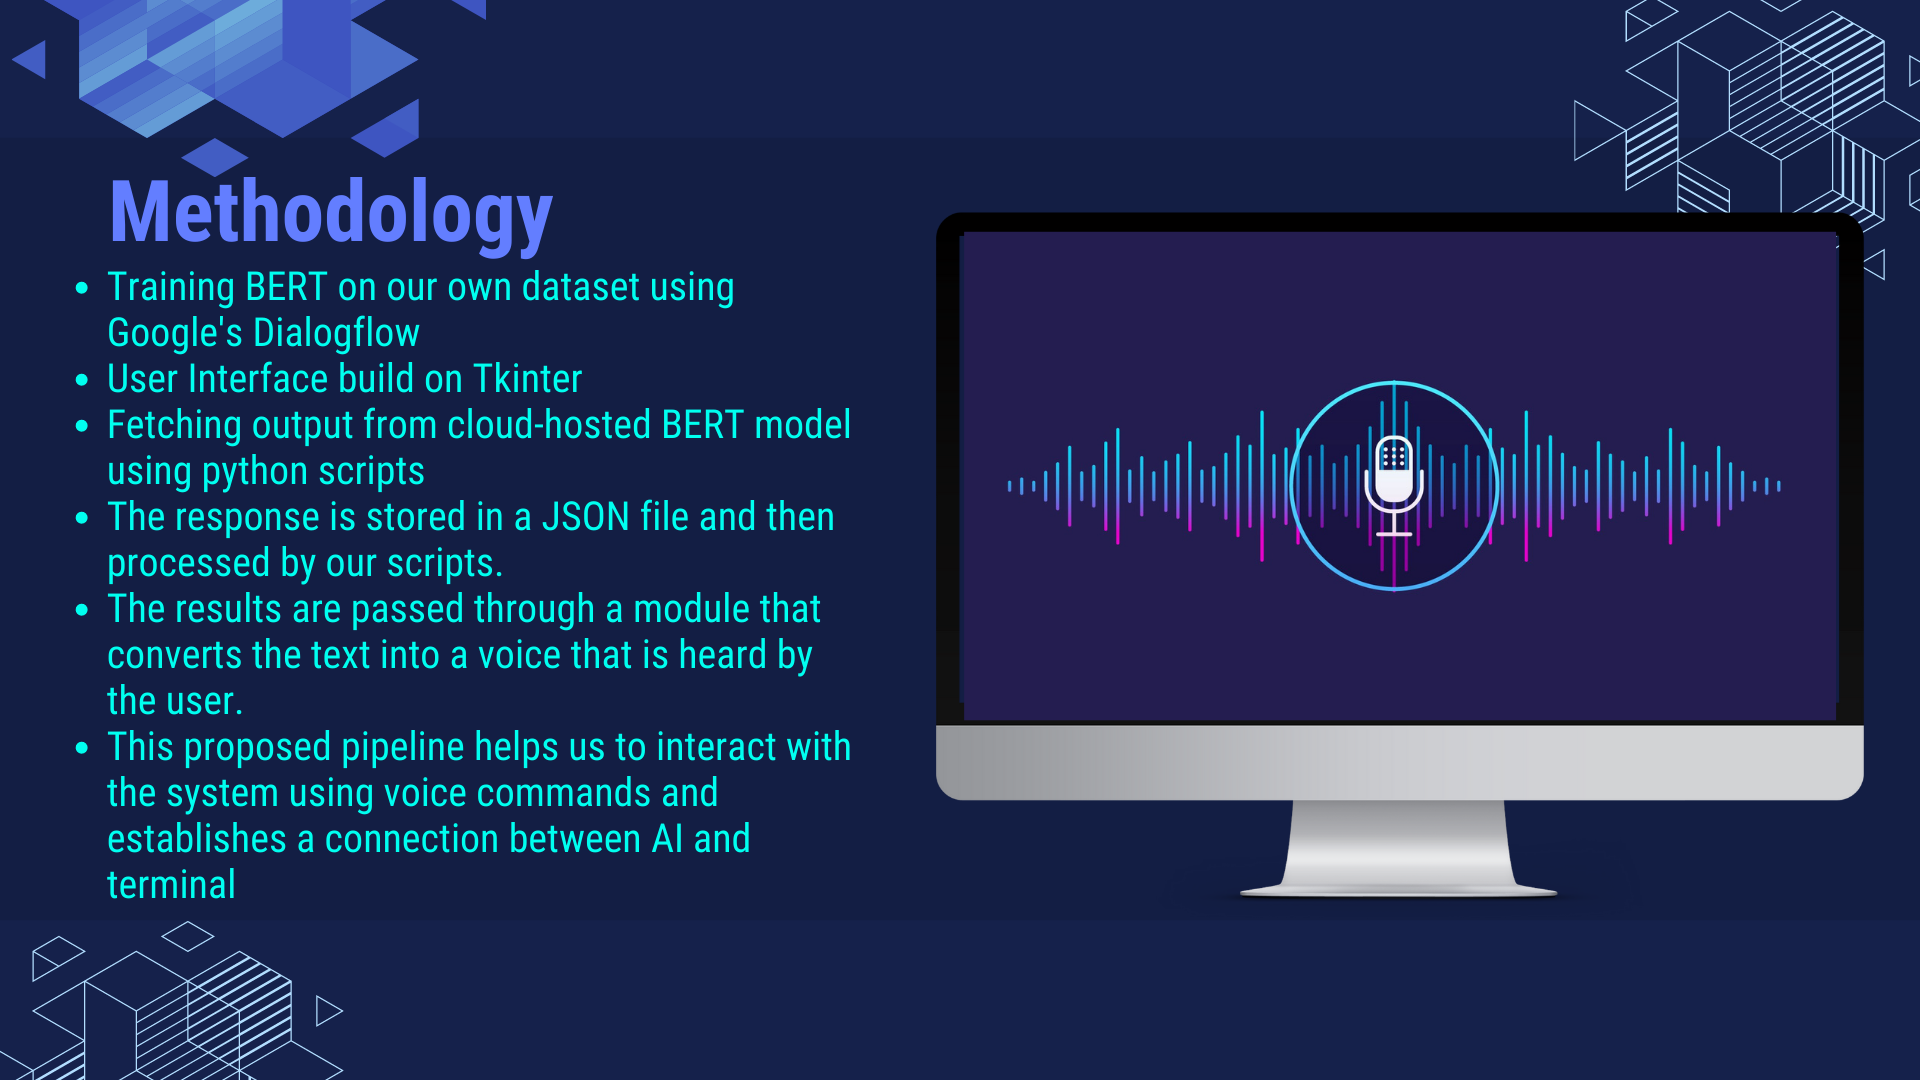 Methodology
• Training BERT on our own dataset using
Google's Dialogflow
• User Interface build on Tkinter
• Fetching output from cloud-hosted BERT model
using python scripts
• The response is stored in a JSON file and then
processed by our scripts.
• The results are passed through a module that
converts the text into a voice that is heard by
the user.
• This proposed pipeline helps us to interact with
the system using voice commands and
establishes a connection between AI and
terminal